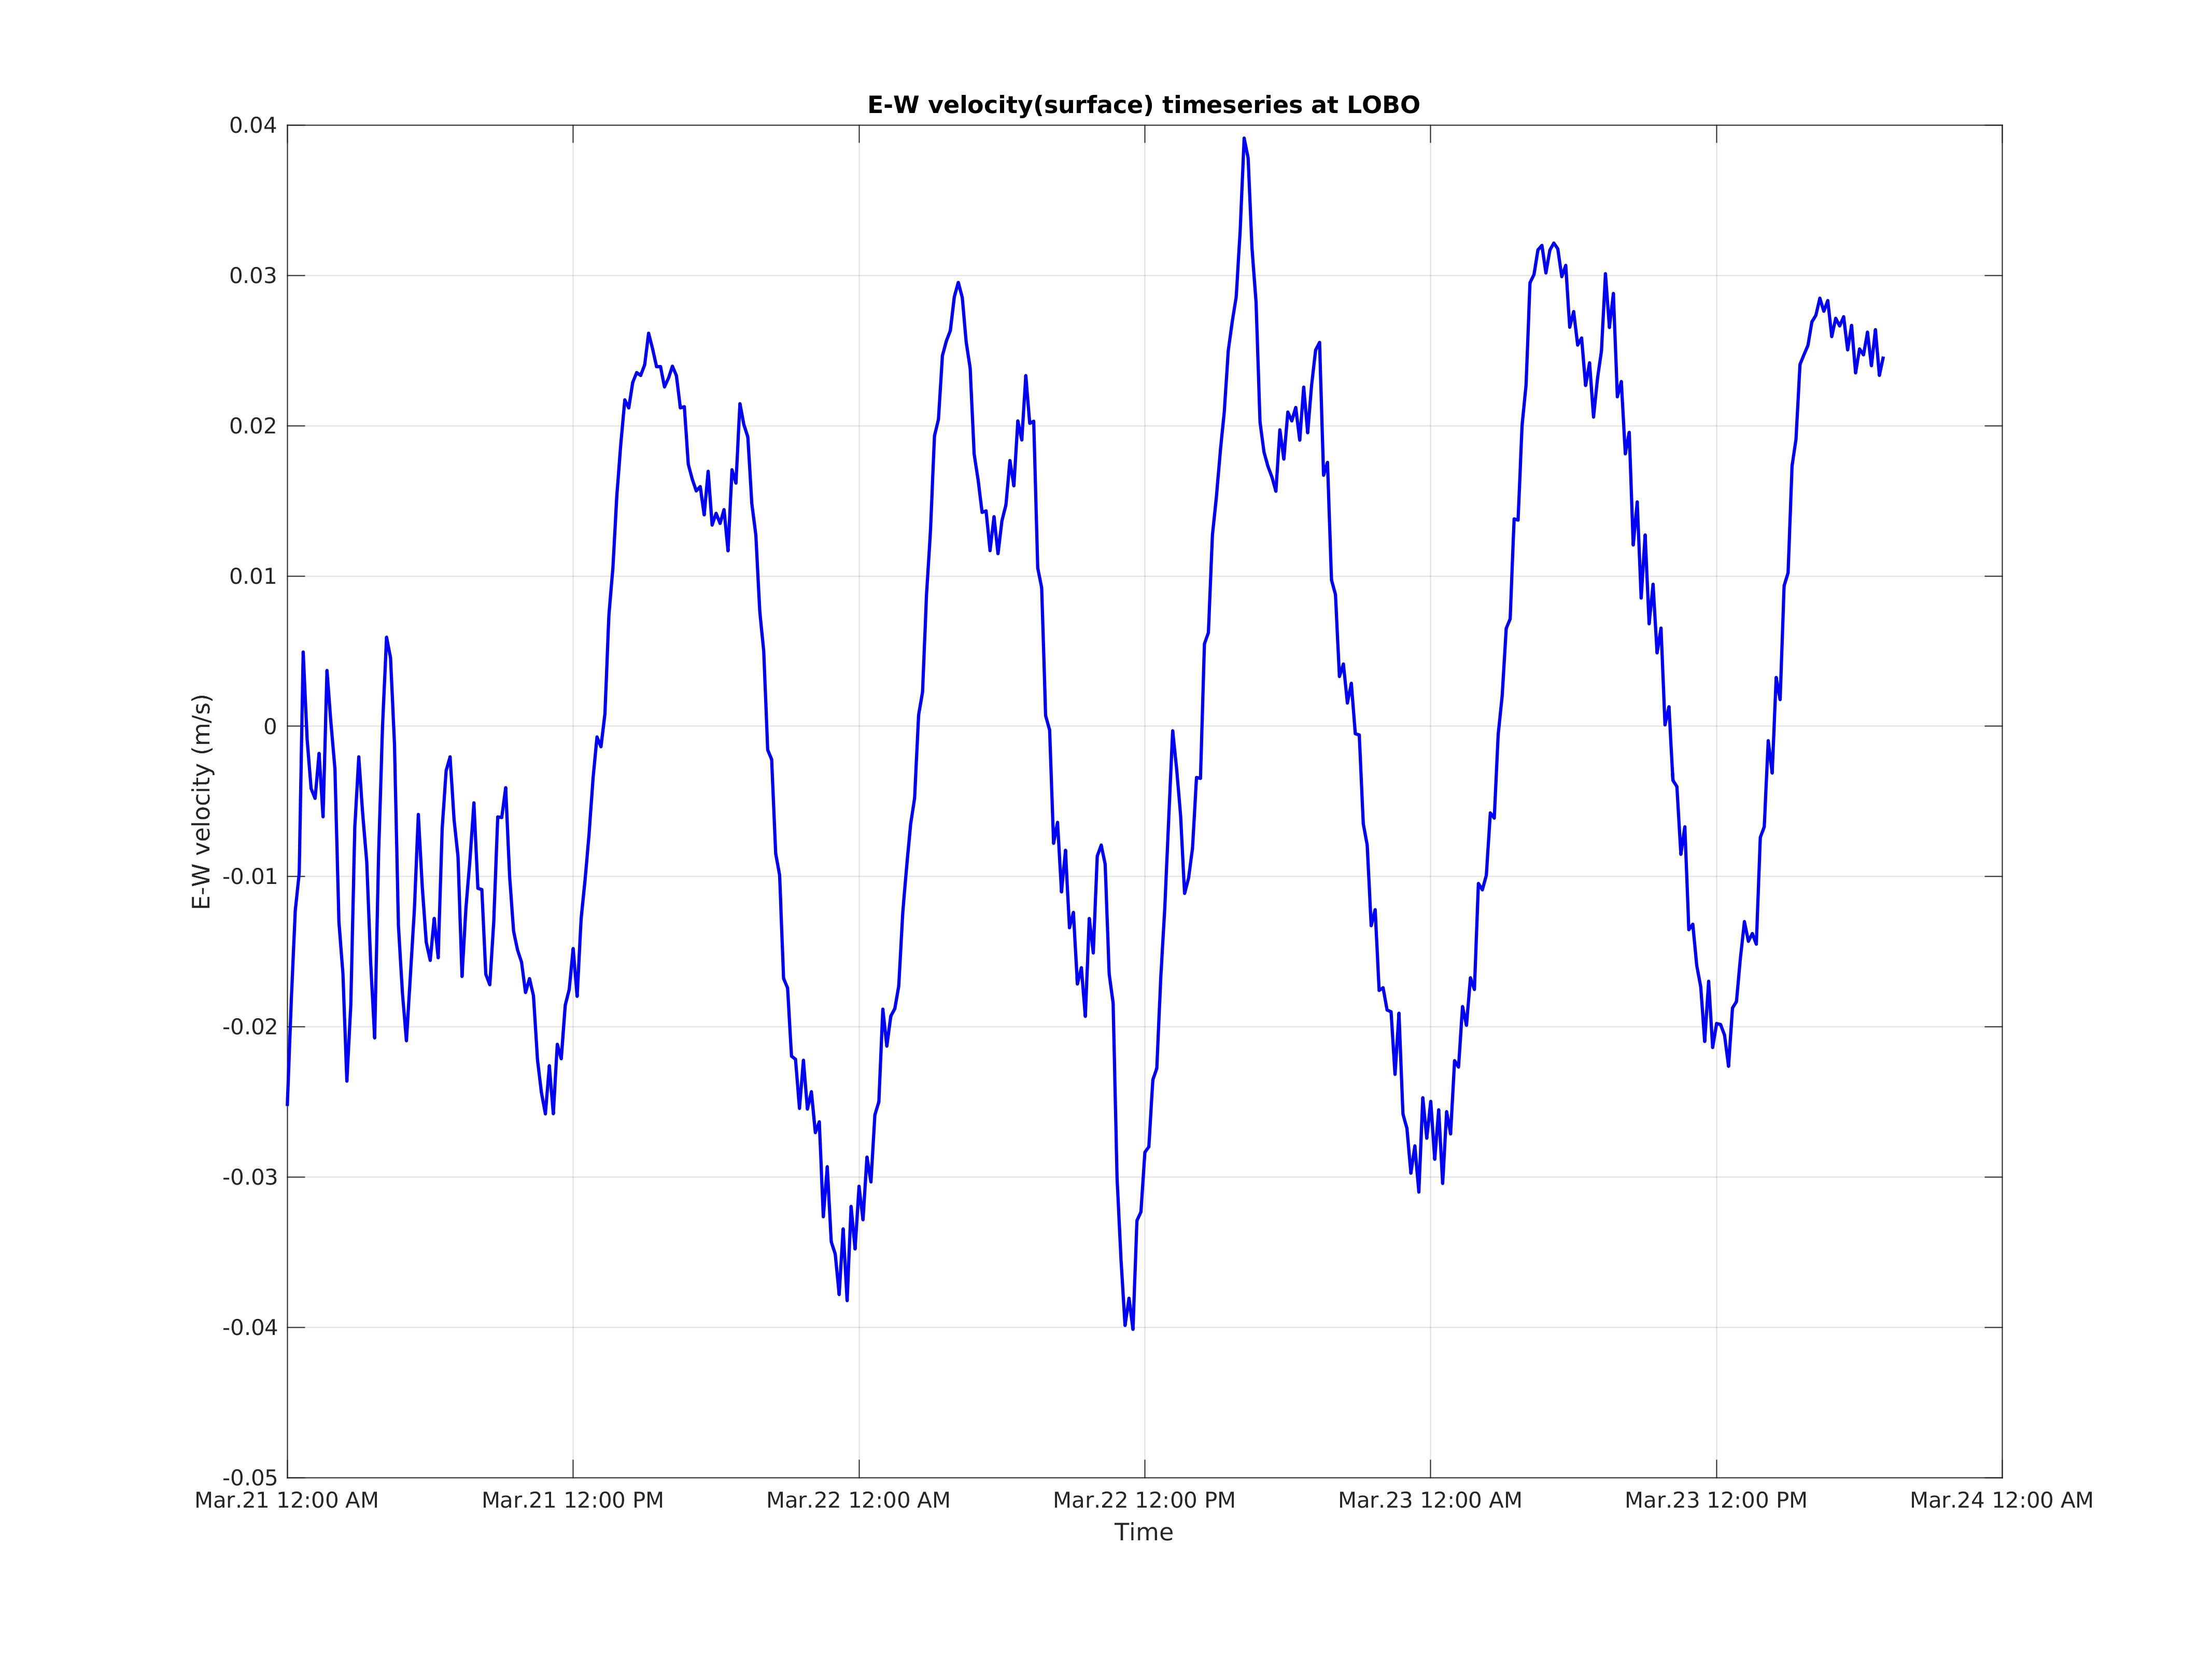 E-W velocity(surface) timeseries at LOBO
0.04
0.03
0.02
0.01
0
-0.01
-0.02
-0.03
-0.04
-0.05
E-W velocity (m/s)
Mar.21 12:00 AM
Mar.21 12:00 PM
Mar.22 12:00 AM
Mar.22 12:00 PM
Mar.23 12:00 AM
Mar.23 12:00 PM
Mar.24 12:00 AM
Time